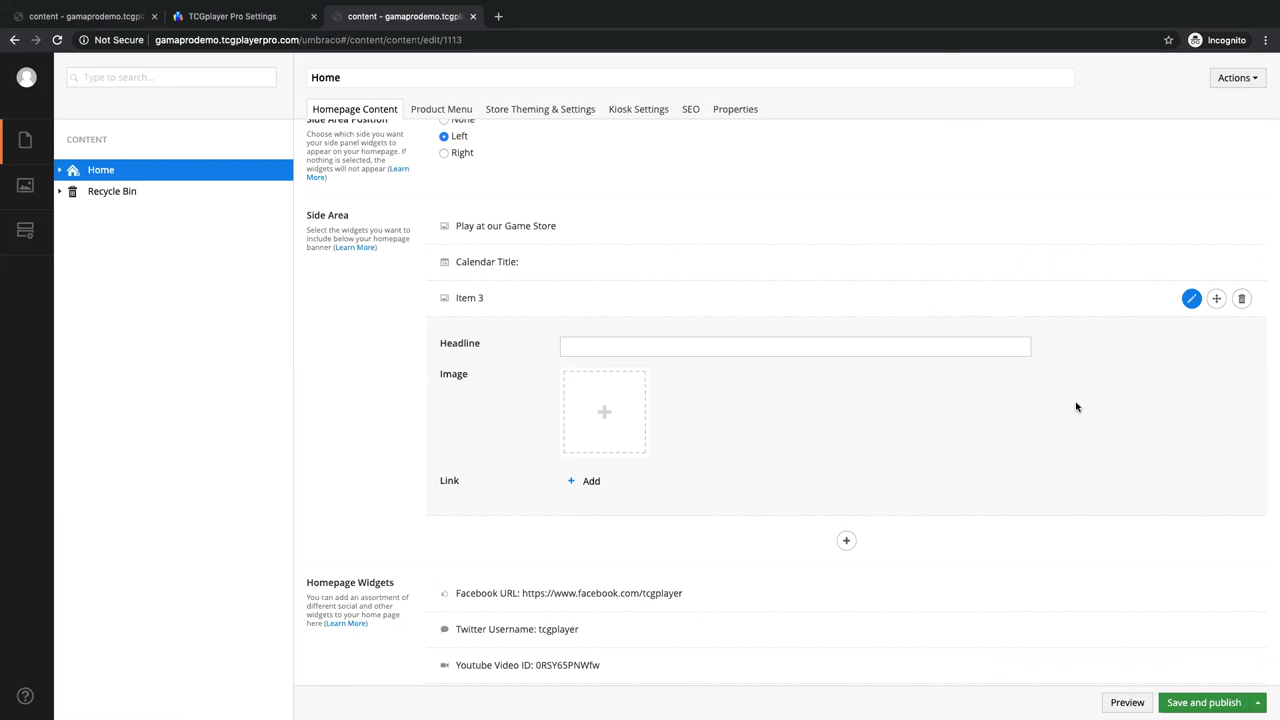 content - gamaprodemo.tcgpl
TCGplayer Pro Settings
content - gamaprodemo.tcgp
Not Secure
gamaprodemo.tcgplayerpro.com/umbraco#/content/content/edit/1113
Incognito
Type to search...
Home
Actions
Homepage Content
Product Menu
Store Theming & Settings
Kiosk Settings
SEO
Properties
CONTENT
Home
Recycle Bin
Side Area Position
Choose which side you want
your side panel widgets to
appear on your homepage. If
nothing is selected, the
widgets will not appear (Learn
More)
None
Left
Right
Side Area
Select the widgets you want to
include below your homepage
banner (Learn More)
Play at our Game Store
Calendar Title:
Item 3
Headline
Image
Link
Add
Homepage Widgets
You can add an assortment of
different social and other
widgets to your home page
here (Learn More)
Facebook URL: https://www.facebook.com/tcgplayer
Twitter Username: tcgplayer
Youtube Video ID: 0RSY65PNWfw
Preview
Save and publish